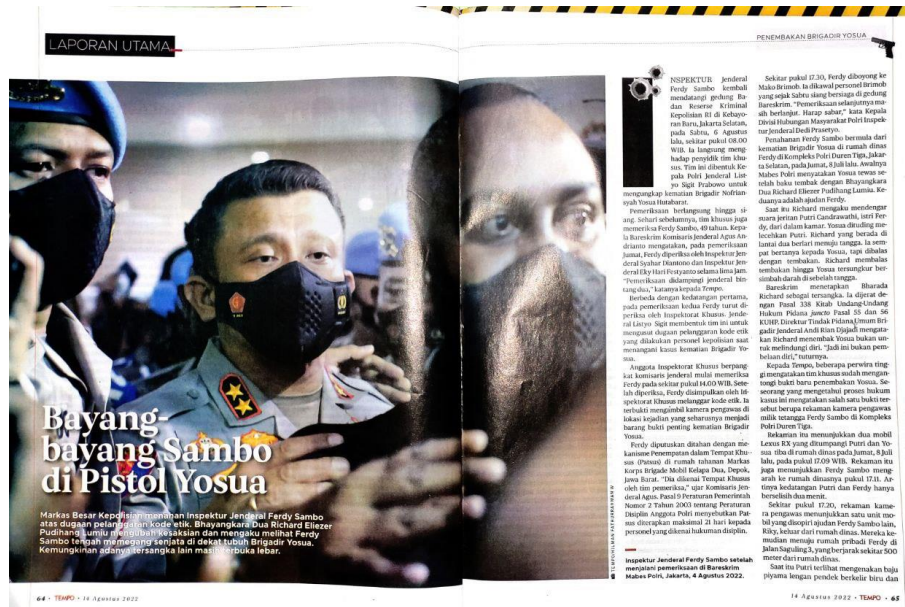 LAPORAN UTAMA
Bayang-
bayang Sambo
di Pistol Yosua
Markas Besar Kepolisian menahan Inspektur Jenderal Ferdy Sambo
atas dugaan pelanggaran kode etik. Bhayangkara Dua Richard Eliezer
Pudihang Lumiu mengubah kesaksian dan mengaku melihat Ferdy
Sambo tengah memegang senjata di dekat tubuh Brigadir Yosua.
Kemungkinan adanya tersangka lain masih terbuka lebar.
64 • TEMPO • 14 Agustus 2022
PENEMBAKAN BRIGADIR YOSUA
INSPEKTUR Jenderal
Ferdy Sambo kembali
mendatangi gedung Ba-
dan Reserse Kriminal
Kepolisian RI di Kebayo-
ran Baru, Jakarta Selatan,
pada Sabtu, 6 Agustus
lalu, sekitar pukul 08.00
WIB. Ia langsung meng-
hadap penyidik tim khu-
sus. Tim ini dibentuk Ke-
pala Polri Jenderal List-
yo Sigit Prabowo untuk
mengungkap kematian Brigadir Nofrian-
syah Yosua Hutabarat.
Pemeriksaan berlangsung hingga si-
ang. Sehari sebelumnya, tim khusus juga
memeriksa Ferdy Sambo, 49 tahun. Kepa-
la Bareskrim Komisaris Jenderal Agus An-
drianto mengatakan, pada pemeriksaan
Jumat, Ferdy diperiksa oleh Inspektur Jen-
deral Syahar Diantono dan Inspektur Jen-
deral Eky Hari Festyanto selama lima jam.
"Pemeriksaan didampingi jenderal bin-
tang dua," katanya kepada Tempo.
Berbeda dengan kedatangan pertama,
pada pemeriksaan kedua Ferdy turut di-
periksa oleh Inspektorat Khusus. Jende-
ral Listyo Sigit membentuk tim ini untuk
mengusut dugaan pelanggaran kode etik
yang dilakukan personel kepolisian saat
menangani kasus kematian Brigadir Yo-
sua.
Anggota Inspektorat Khusus berpang-
kat komisaris jenderal mulai memeriksa
Ferdy pada sekitar pukul 14.00 WIB. Sete-
lah diperiksa, Ferdy disimpulkan oleh In-
spektorat Khusus melanggar kode etik. Ia
terbukti mengambil kamera pengawas di
lokasi kejadian yang seharusnya menjadi
barang bukti penting kematian Brigadir
Yosua.
Ferdy diputuskan ditahan dengan me-
kanisme Penempatan dalam Tempat Khu-
sus (Patsus) di rumah tahanan Markas
Korps Brigade Mobil Kelapa Dua, Depok,
Jawa Barat. "Dia dikenai Tempat Khusus
oleh tim pemeriksa," ujar Komisaris Jen-
deral Agus. Pasal 9 Peraturan Pemerintah
Nomor 2 Tahun 2003 tentang Peraturan
Disiplin Anggota Polri menyebutkan Pat-
sus diterapkan maksimal 21 hari kepada
personel yang dikenai hukuman disiplin.
Inspektur Jenderal Ferdy Sambo setelah
menjalani pemeriksaan di Bareskrim
Mabes Polri, Jakarta, 4 Agustus 2022.
Sekitar pukul 17.30, Ferdy diboyong ke
Mako Brimob. Ia dikawal personel Brimob
yang sejak Sabtu siang bersiaga di gedung
Bareskrim. "Pemeriksaan selanjutnya ma-
sih berlanjut. Harap sabar," kata Kepala
Divisi Hubungan Masyarakat Polri Inspek-
tur Jenderal Dedi Prasetyo.
Penahanan Ferdy Sambo bermula dari
kematian Brigadir Yosua di rumah dinas
Ferdy di Kompleks Polri Duren Tiga, Jakar-
ta Selatan, pada Jumat, 8 Juli lalu. Awalnya
Mabes Polri menyatakan Yosua tewas se-
telah baku tembak dengan Bhayangkara
Dua Richard Eliezer Pudihang Lumiu. Ke-
duanya adalah ajudan Ferdy.
Saat itu Richard mengaku mendengar
suara jeritan Putri Candrawathi, istri Fer-
dy, dari dalam kamar. Yosua dituding me-
lecehkan Putri. Richard yang berada di
lantai dua berlari menuju tangga. Ia sem-
pat bertanya kepada Yosua, tapi dibalas
dengan tembakan. Richard membalas
tembakan hingga Yosua tersungkur ber-
simbah darah di sebelah tangga.
Bareskrim menetapkan Bharada
Richard sebagai tersangka. Ia dijerat de-
ngan Pasal 338 Kitab Undang-Undang
Hukum Pidana juncto Pasal 55 dan 56
KUHP. Direktur Tindak Pidana Umum Bri-
gadir Jenderal Andi Rian Djajadi mengata-
kan Richard menembak Yosua bukan un-
tuk melindungi diri. "Jadi ini bukan pem-
belaan diri," tuturnya.
Kepada Tempo, beberapa perwira ting-
gi mengatakan tim khusus sudah mengan-
tongi bukti baru penembakan Yosua. Se-
seorang yang mengetahui proses hukum
kasus ini mengatakan salah satu bukti ter-
sebut berupa rekaman kamera pengawas
milik tetangga Ferdy Sambo di Kompleks
Polri Duren Tiga.
Rekaman itu menunjukkan dua mobil
Lexus RX yang ditumpangi Putri dan Yo-
sua tiba di rumah dinas pada Jumat, 8 Juli
lalu, pada pukul 17.09 WIB. Rekaman itu
juga menunjukkan Ferdy Sambo meng-
arah ke rumah dinasnya pukul 17.11. Ar-
tinya kedatangan Putri dan Ferdy hanya
berselisih dua menit.
Sekitar pukul 17.20, rekaman kame-
ra pengawas menunjukkan satu unit mo-
bil yang disopiri ajudan Ferdy Sambo lain,
Riky, keluar dari rumah dinas. Mereka ke-
mudian menuju rumah pribadi Ferdy di
Jalan Saguling 3, yang berjarak sekitar 500
meter dari rumah dinas.
Saat itu Putri terlihat mengenakan baju
piyama lengan pendek berkelir biru dan
14 Agustus 2022 • TEMPO • 65